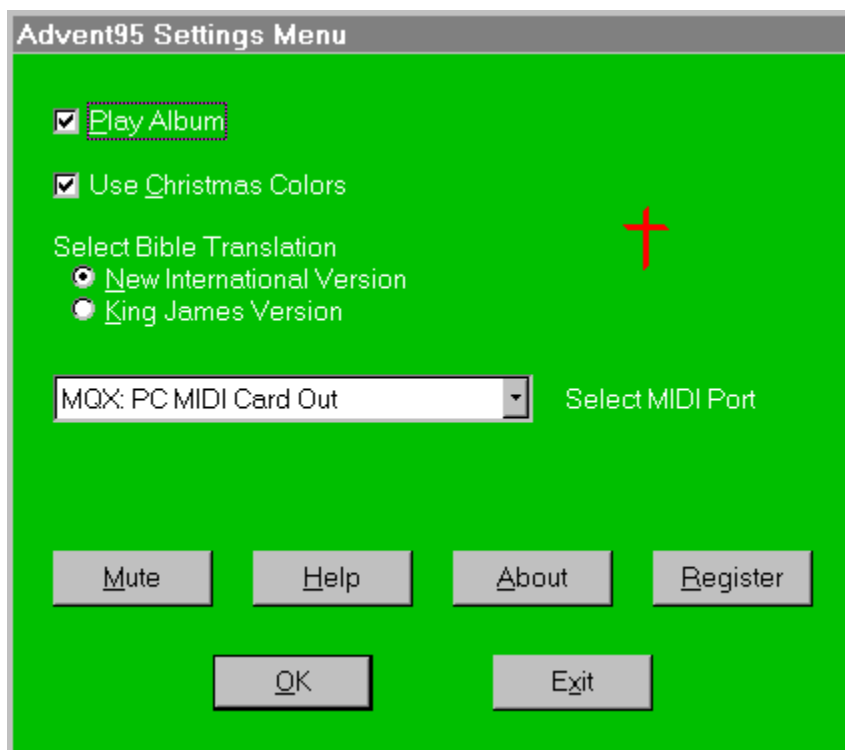 Advent95 Settings Menu
Play Album
Use Christmas Colors
Select Bible Translation
New International Version
King James Version
MQX: PC MIDI Card Out
Select MIDI Port
Mute
Help
About
Register
OK
Exit